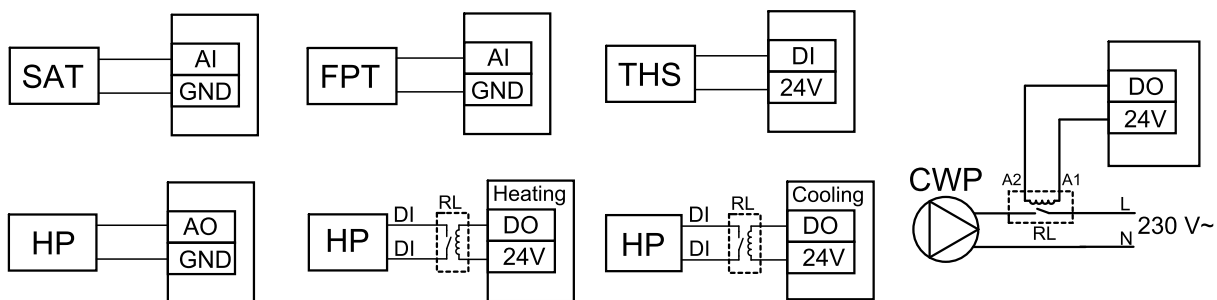 SAT
AI
GND
FPT
AI
GND
THS
DI
24V
DO
24V
CWP
A2
A1
L
RL
N
230 V~
HP
AO
GND
HP
DI
DI
RL
Heating
DO
24V
HP
DI
DI
RL
Cooling
DO
24V